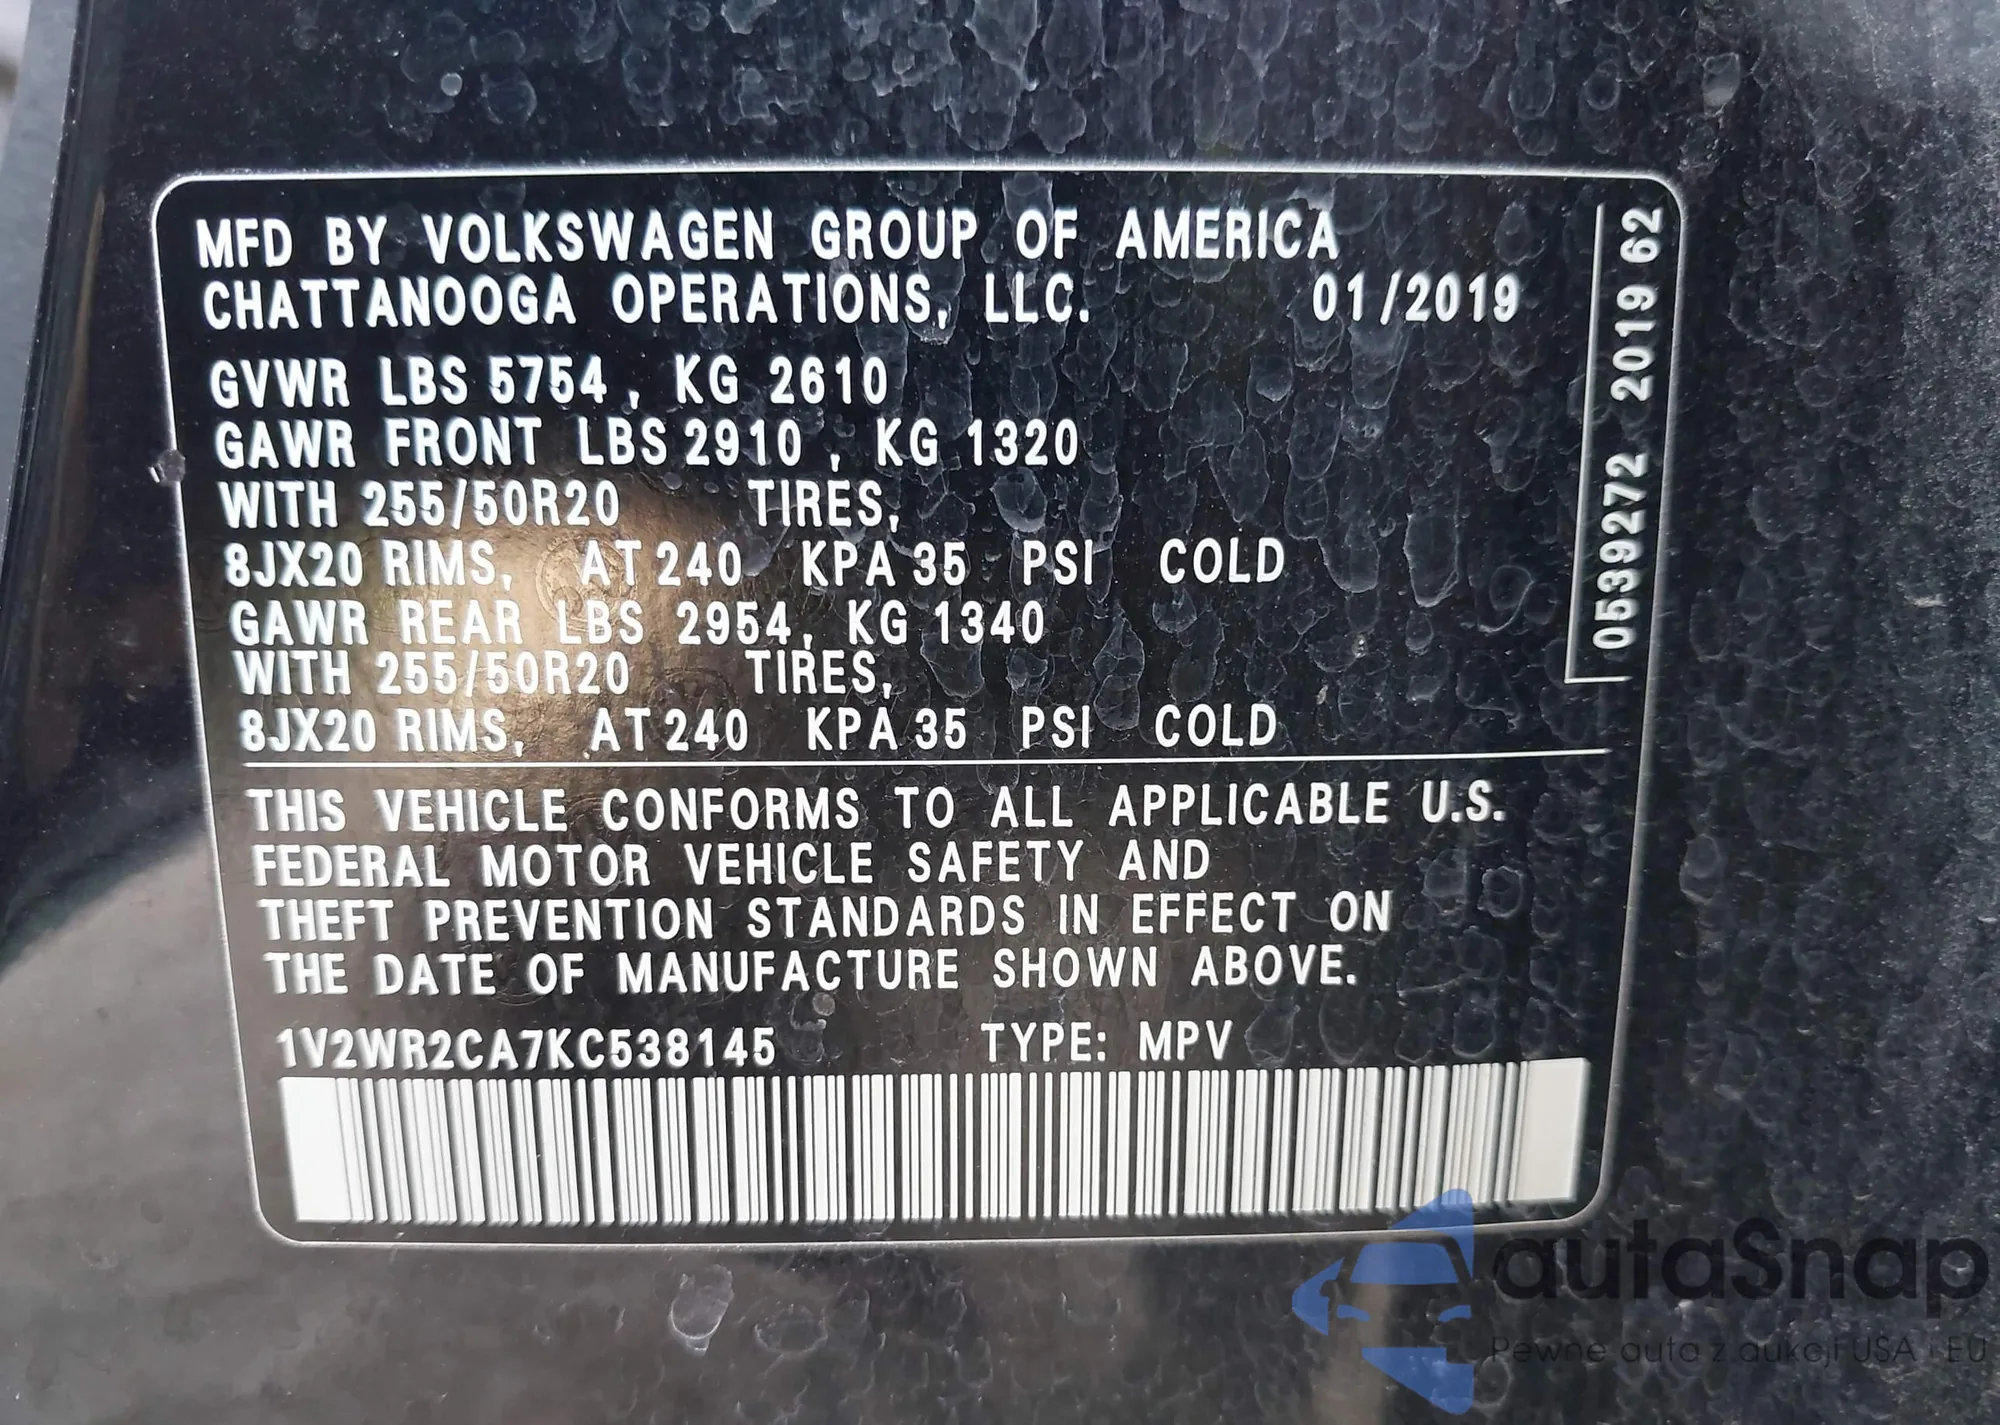 MFD BY VOLKSWAGEN GROUP OF AMERICA
CHATTANOOGA OPERATIONS, LLC. 01/2019
GVWR LBS 5754 , KG 2610
GAWR FRONT LBS 2910 , KG 1320
WITH 255/50R20 TIRES,
8JX20 RIMS, AT 240 KPA 35 PSI COLD
GAWR REAR LBS 2954, KG 1340
WITH 255/50R20 TIRES,
8JX20 RIMS, AT 240 KPA 35 PSI COLD
THIS VEHICLE CONFORMS TO ALL APPLICABLE U.S.
FEDERAL MOTOR VEHICLE SAFETY AND
THEFT PREVENTION STANDARDS IN EFFECT ON
THE DATE OF MANUFACTURE SHOWN ABOVE.
1V2WR2CA7KC538145 TYPE: MPV
0539272 2019 62
autaSnap
Pewne auta z aukcji USA i EU